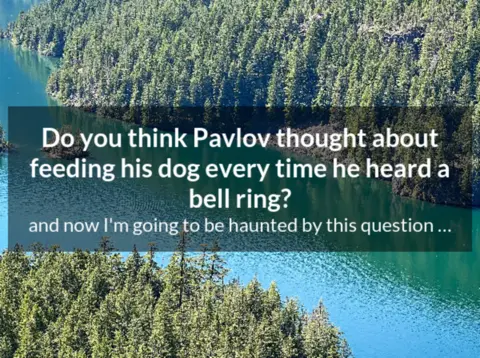 Do you think Pavlov thought about
feeding his dog every time he heard a
bell ring?
and now I'm going to be haunted by this question ...